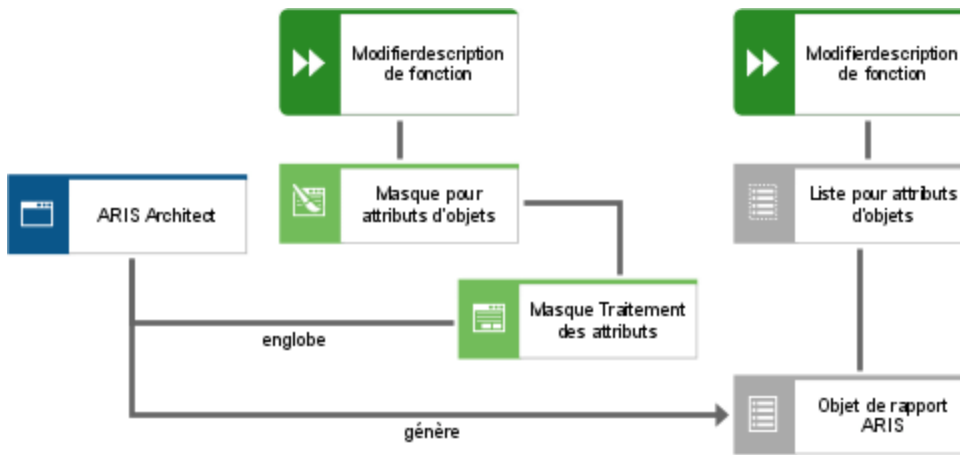 Modifierdescription
de fonction
Modifierdescription
de fonction
ARIS Architect
Masque pour
attributs d'objets
Liste pour attributs
d'objets
Masque Traitement
des attributs
englobe
Objet de rapport
ARIS
génère